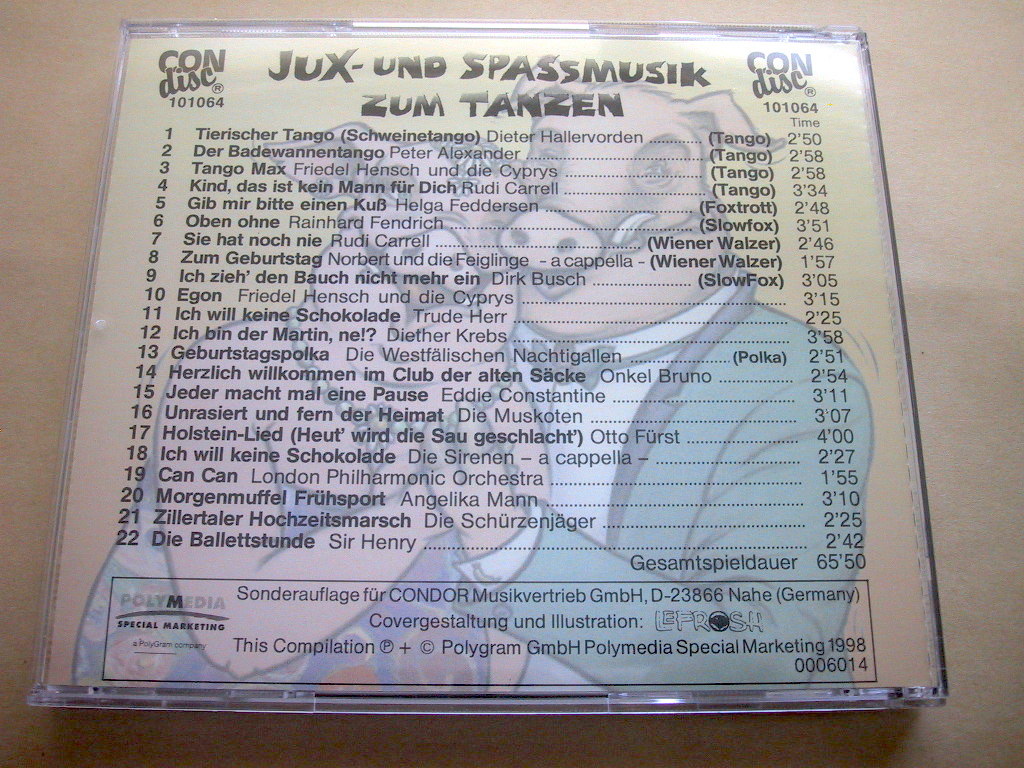 CON disc® JUX- UND SPASSMUSIK CON disc®
101064 ZUM TANZEN 101064
Time
1 Tierischer Tango (Schweinetango) Dieter Hallervorden (Tango) 2'50
2 Der Badewannentango Peter Alexander (Tango) 2'58
3 Tango Max Friedel Hensch und die Cyprys (Tango) 2'58
4 Kind, das ist kein Mann für Dich Rudi Carrell (Tango) 3'34
5 Gib mir bitte einen Kuß Helga Feddersen (Foxtrott) 2'48
6 Oben ohne Rainhard Fendrich (Slowfox) 3'51
7 Sie hat noch nie Rudi Carrell (Wiener Walzer) 2'46
8 Zum Geburtstag Norbert und die Feiglinge - a cappella - (Wiener Walzer) 1'57
9 Ich zieh' den Bauch nicht mehr ein Dirk Busch (SlowFox) 3'05
10 Egon Friedel Hensch und die Cyprys 3'15
11 Ich will keine Schokolade Trude Herr 2'25
12 Ich bin der Martin, ne!? Diether Krebs 3'58
13 Geburtstagspolka Die Westfälischen Nachtigallen (Polka) 2'51
14 Herzlich willkommen im Club der alten Säcke Onkel Bruno 2'54
15 Jeder macht mal eine Pause Eddie Constantine 3'11
16 Unrasiert und fern der Heimat Die Muskoten 3'07
17 Holstein-Lied (Heut' wird die Sau geschlacht') Otto Fürst 4'00
18 Ich will keine Schokolade Die Sirenen – a cappella – 2'27
19 Can Can London Philharmonic Orchestra 1'55
20 Morgenmuffel Frühsport Angelika Mann 3'10
21 Zillertaler Hochzeitsmarsch Die Schürzenjäger 2'25
22 Die Ballettstunde Sir Henry 2'42
Gesamtspieldauer 65'50
POLYMEDIA
SPECIAL MARKETING
a PolyGram company
Sonderauflage für CONDOR Musikvertrieb GmbH, D-23866 Nahe (Germany)
Covergestaltung und Illustration: LEFROSH
This Compilation ℗ + © Polygram GmbH Polymedia Special Marketing 1998
0006014